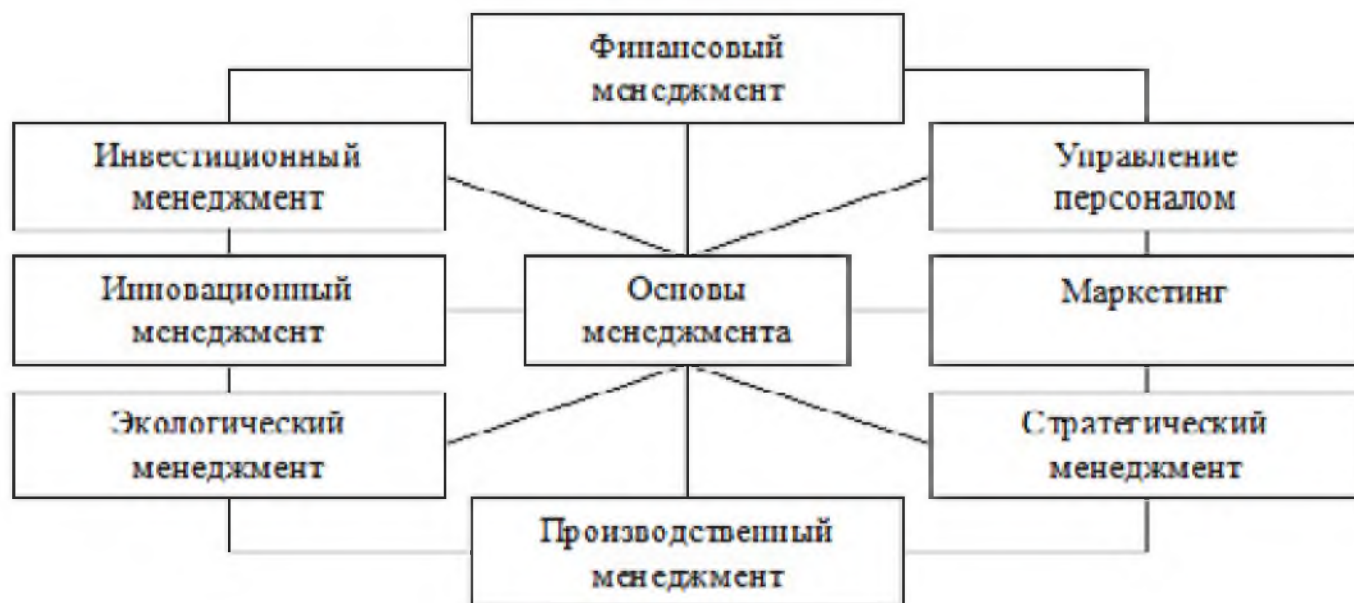 Финансовый
менеджмент
Инвестиционный
менеджмент
Управление
персоналом
Инновационный
менеджмент
Основы
менеджмента
Маркетинг
Экологический
менеджмент
Стратегический
менеджмент
Производственный
менеджмент